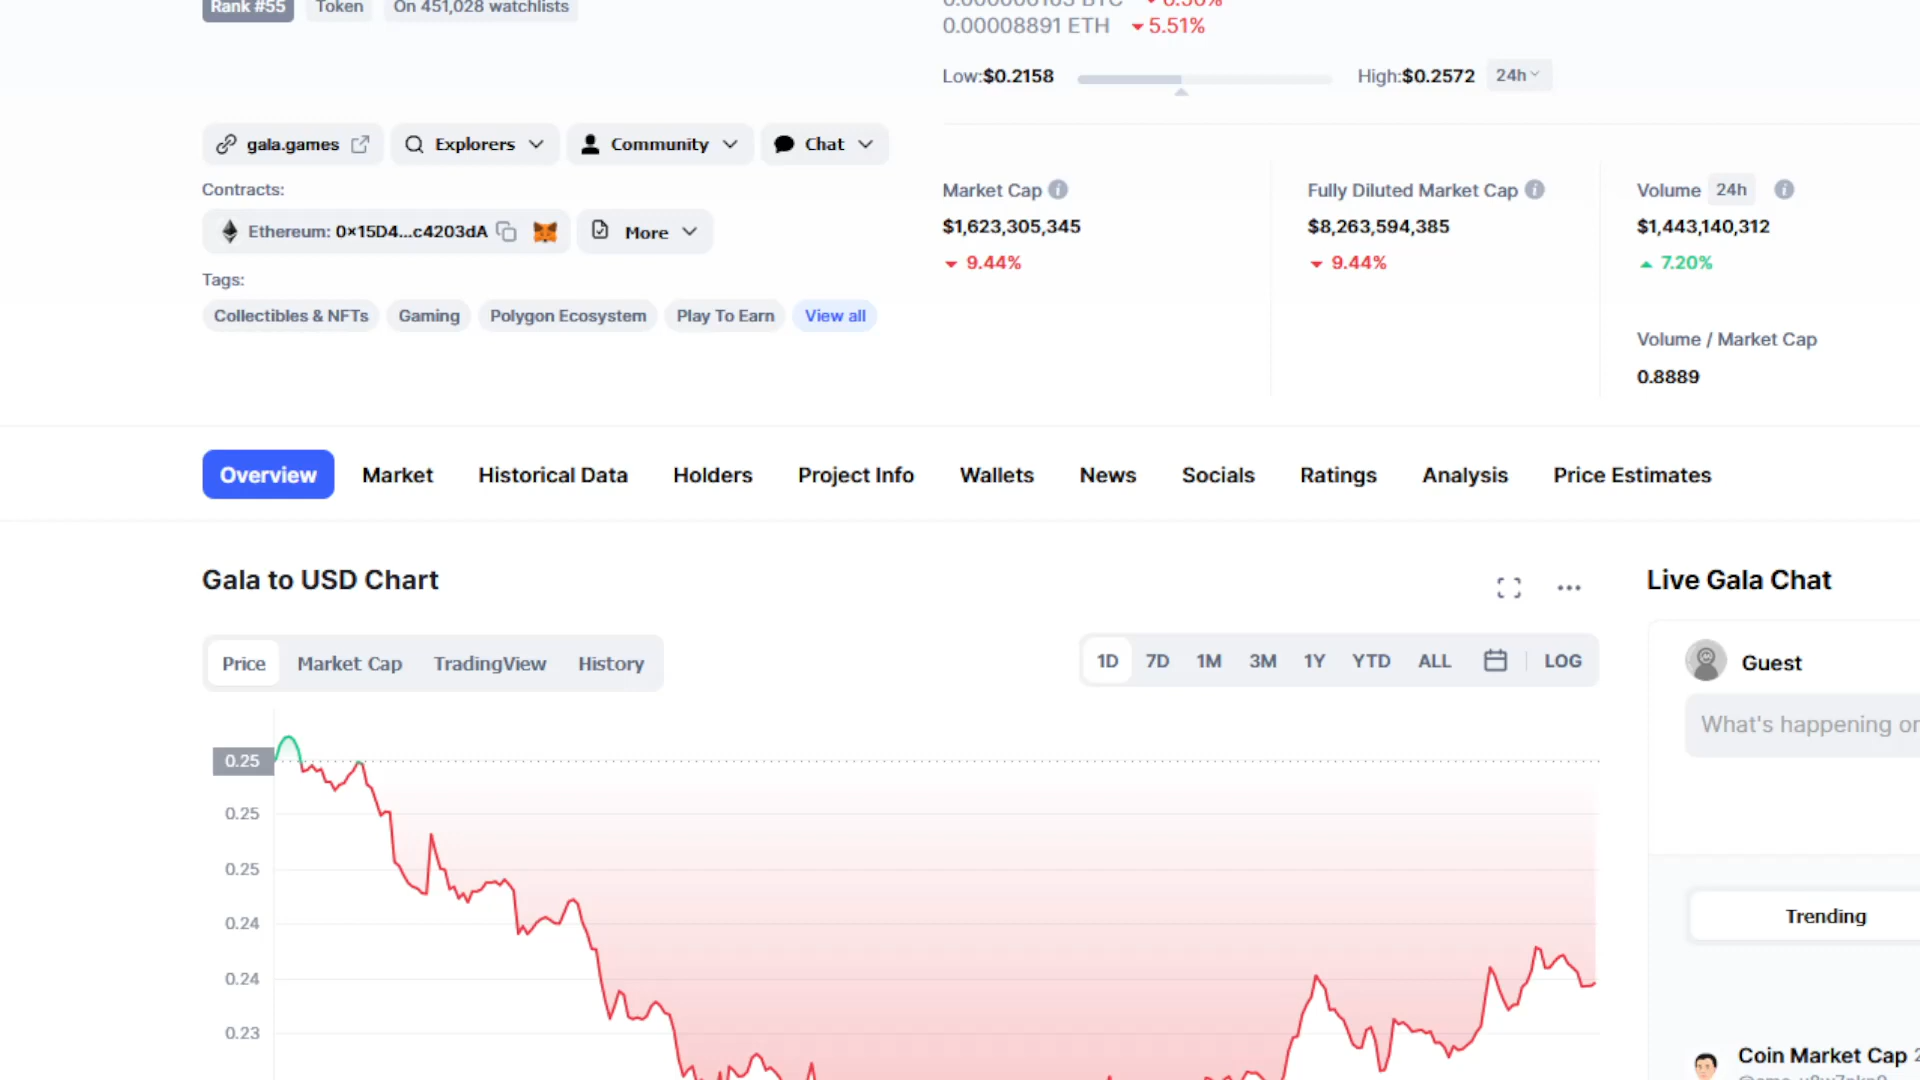 Rank #55 Token On 451,028 watchlists
0.00008891 ETH 5.51%
Low:$0.2158 High:$0.2572 24h
gala.games Explorers Community Chat
Contracts:
Ethereum: 0x15D4...c4203dA More
Tags:
Collectibles & NFTs Gaming Polygon Ecosystem Play To Earn View all
Market Cap
$1,623,305,345
9.44%
Fully Diluted Market Cap
$8,263,594,385
9.44%
Volume 24h
$1,443,140,312
7.20%
Volume / Market Cap
0.8889
Overview Market Historical Data Holders Project Info Wallets News Socials Ratings Analysis Price Estimates
Gala to USD Chart
Price Market Cap TradingView History
1D 7D 1M 3M 1Y YTD ALL LOG
0.25
0.25
0.25
0.24
0.24
0.23
Live Gala Chat
Guest
What's happening
Trending
Coin Market Cap